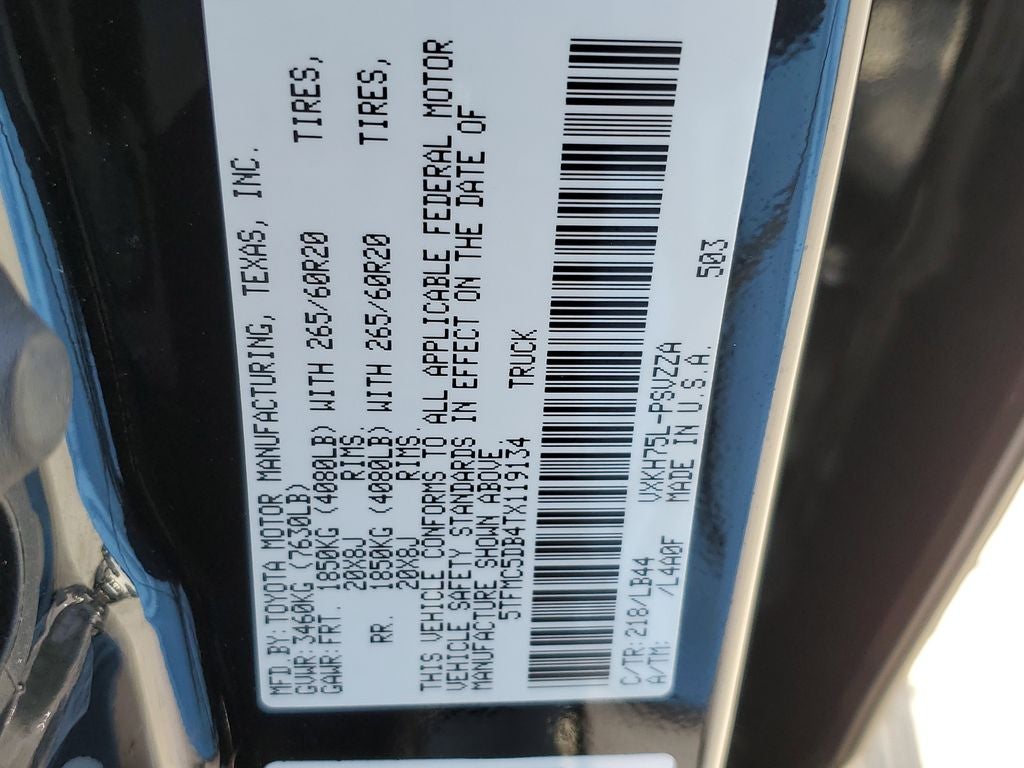 MFD.BY: TOYOTA MOTOR MANUFACTURING, TEXAS, INC.
GVWR: 3460KG (7630LB)
GAWR: FRT. 1850KG (4080LB) WITH 265/60R20 TIRES,
20X8J RIMS,
RR. 1850KG (4080LB) WITH 265/60R20 TIRES,
20X8J RIMS.
THIS VEHICLE CONFORMS TO ALL APPLICABLE FEDERAL MOTOR
VEHICLE SAFETY STANDARDS IN EFFECT ON THE DATE OF
MANUFACTURE SHOWN ABOVE.
5TFMC5DB4TX119134 TRUCK
C/TR: 218/LB44 VXKH75L-PSVZZA
A/TM: /L4A0F MADE IN U.S.A. 503